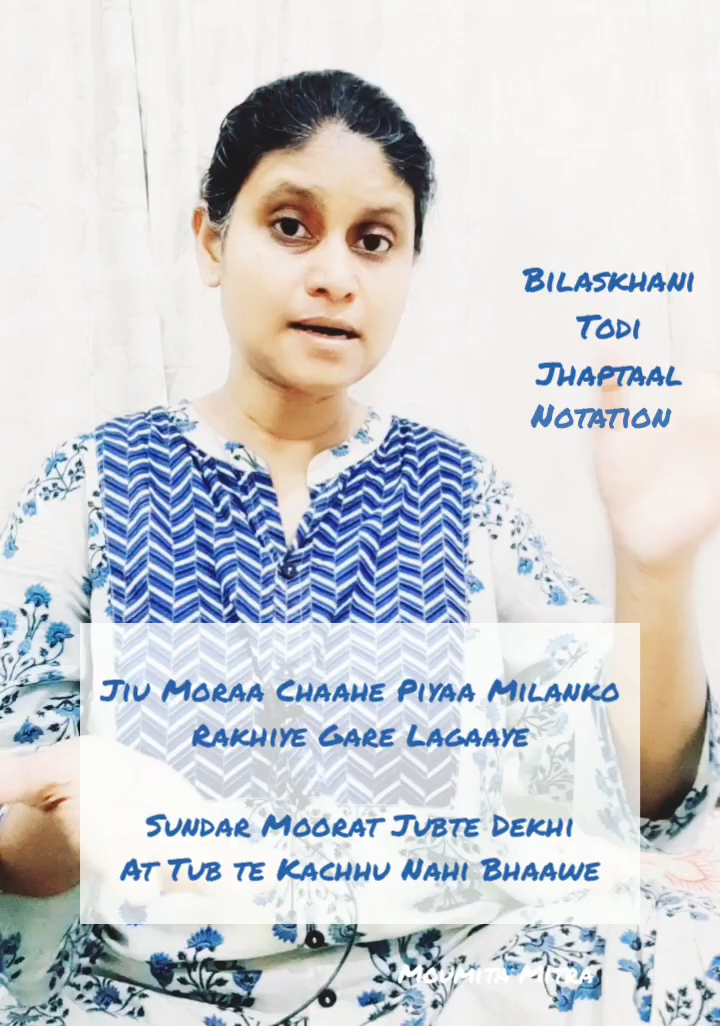 Bilaskhani
Todi
Jhaptaal
Notation
Jiu Moraa Chaahe Piyaa Milanko
Rakhiye Gare Lagaaye
Sundar Moorat Jubte Dekhi
At Tub te Kachhu Nahi Bhaawe
Moumita Mitra